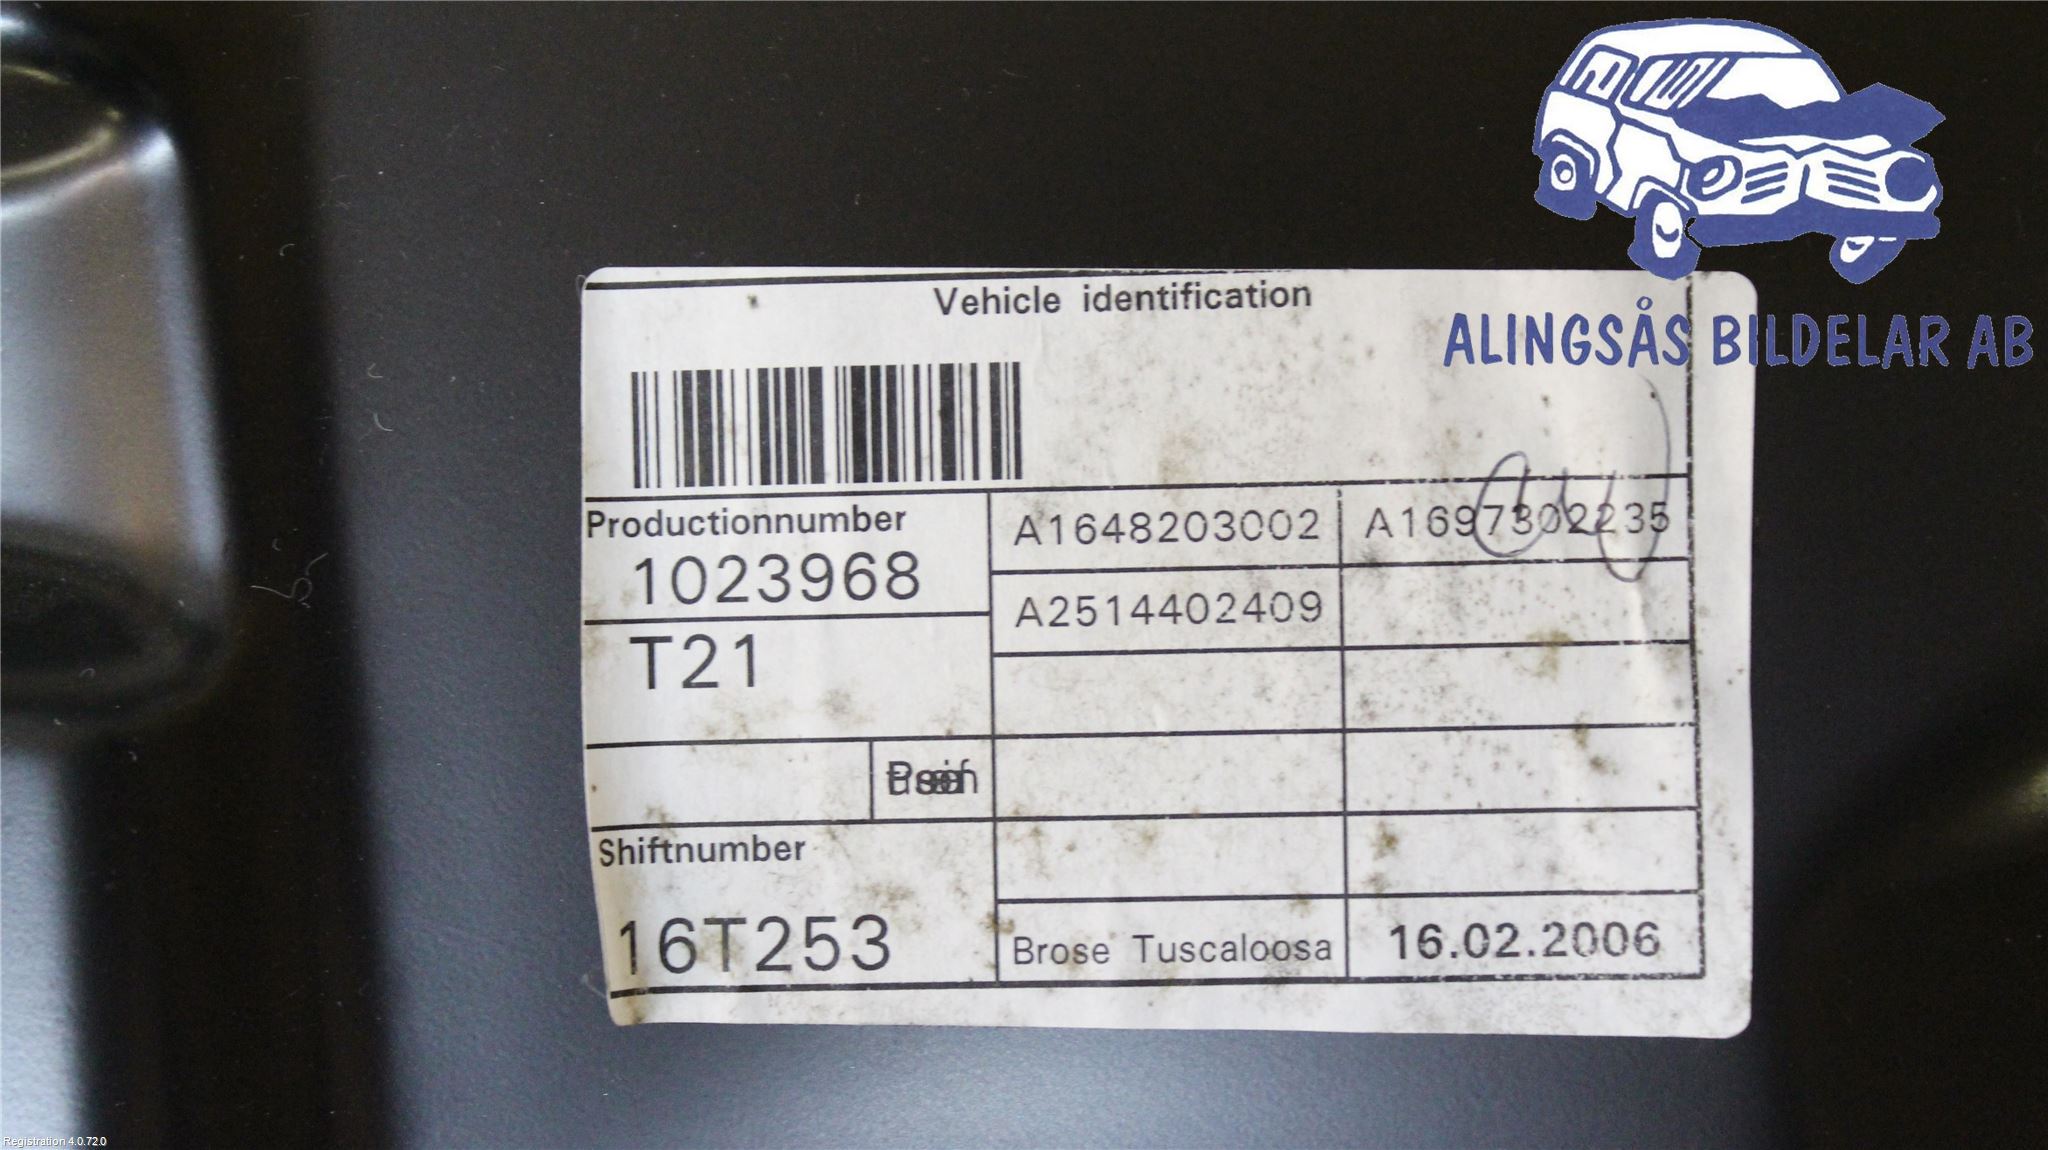 ALINGSÅS BILDELAR AB
Vehicle identification
Productionnumber
1023968
A1648203002
A1697302235
T21
A2514402409
Shiftnumber
16T253
Brose Tuscaloosa
16.02.2006
Registration 4.0.72.0